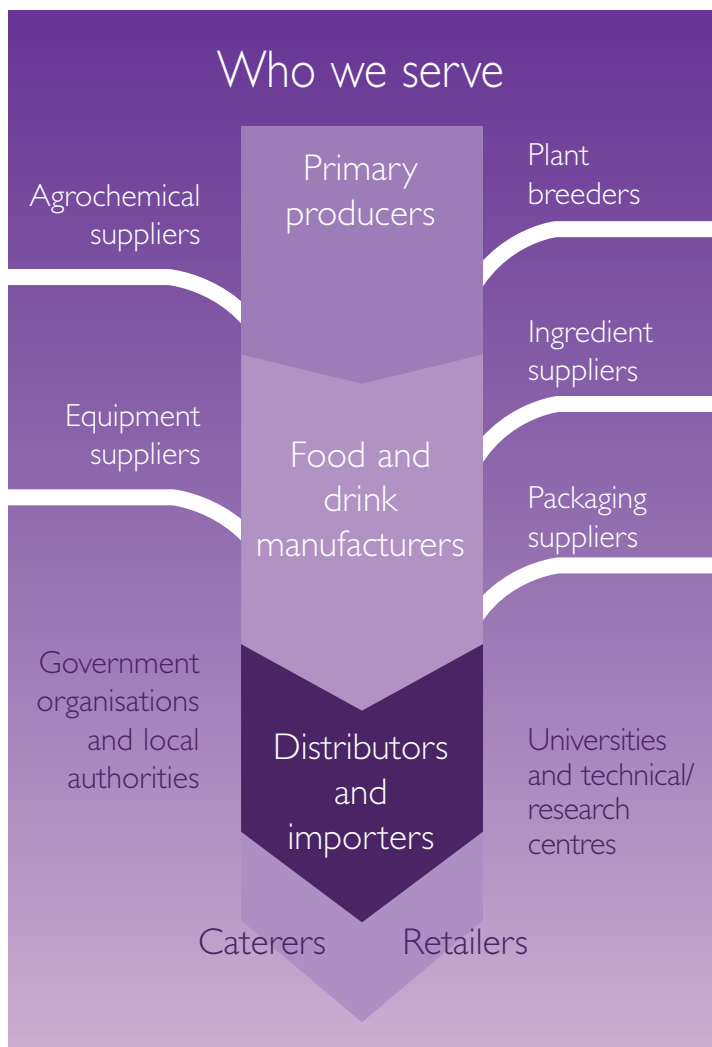 Who we serve
Primary
producers
Agrochemical
suppliers
Plant
breeders
Ingredient
suppliers
Equipment
suppliers
Food and
drink
manufacturers
Packaging
suppliers
Government
organisations
and local
authorities
Distributors
and
importers
Universities
and technical/
research
centres
Caterers
Retailers